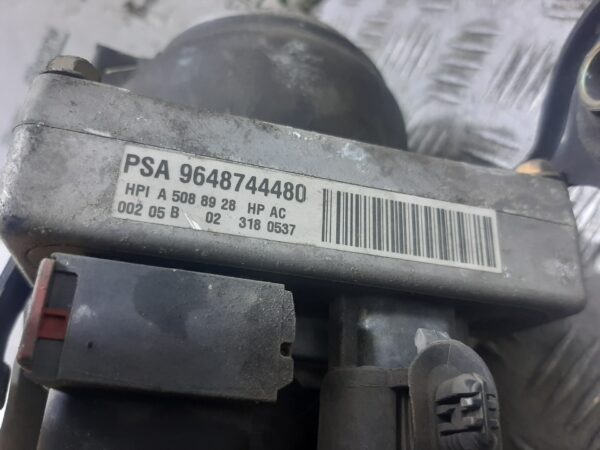 PSA 9648744480
HPI A 508 89 28 HP AC
002 05 B 02 318 0537